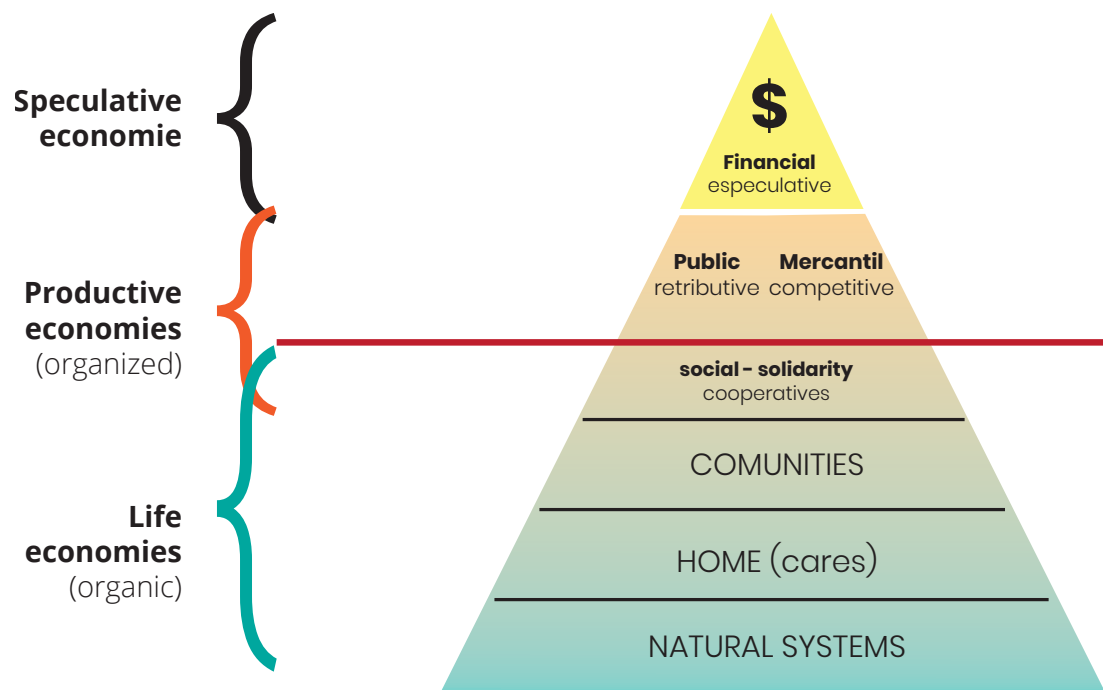 Speculative
economie
$
Financial
especulative
Productive
economies
(organized)
Public Mercantil
retributive competitive
social - solidarity
cooperatives
COMUNITIES
Life
economies
(organic)
HOME (cares)
NATURAL SYSTEMS